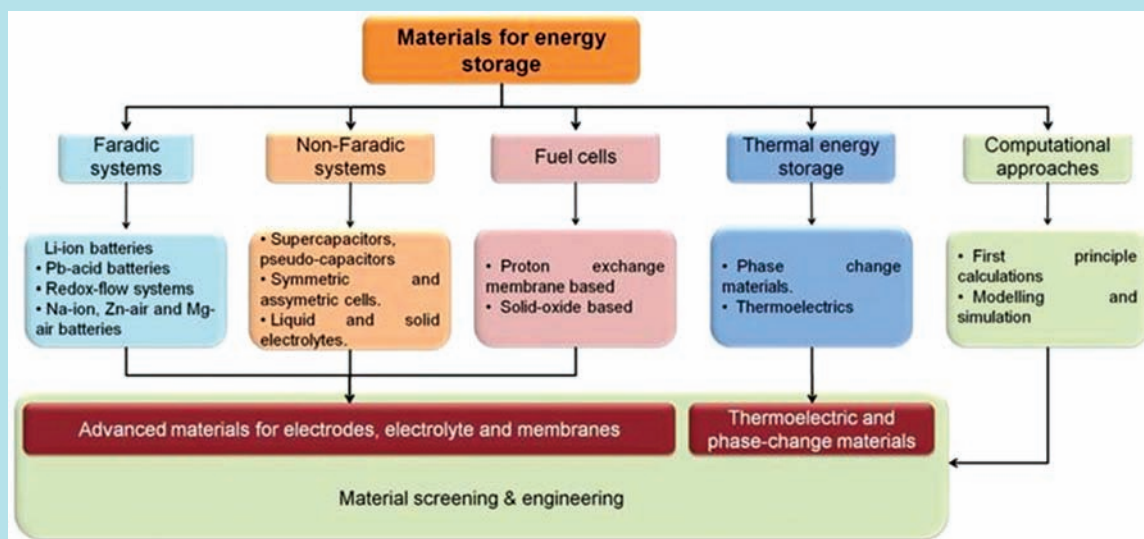 Materials for energy
storage
Faradic
systems
Non-Faradic
systems
Fuel cells
Thermal energy
storage
Computational
approaches
Li-ion batteries
• Pb-acid batteries
• Redox-flow systems
• Na-ion, Zn-air and Mg-
air batteries
• Supercapacitors,
pseudo-capacitors
• Symmetric and
assymetric cells.
• Liquid and solid
electrolytes.
• Proton exchange
membrane based
• Solid-oxide based
• Phase change
materials.
• Thermoelectrics
• First principle
calculations
• Modelling and
simulation
Advanced materials for electrodes, electrolyte and membranes
Thermoelectric and
phase-change materials
Material screening & engineering